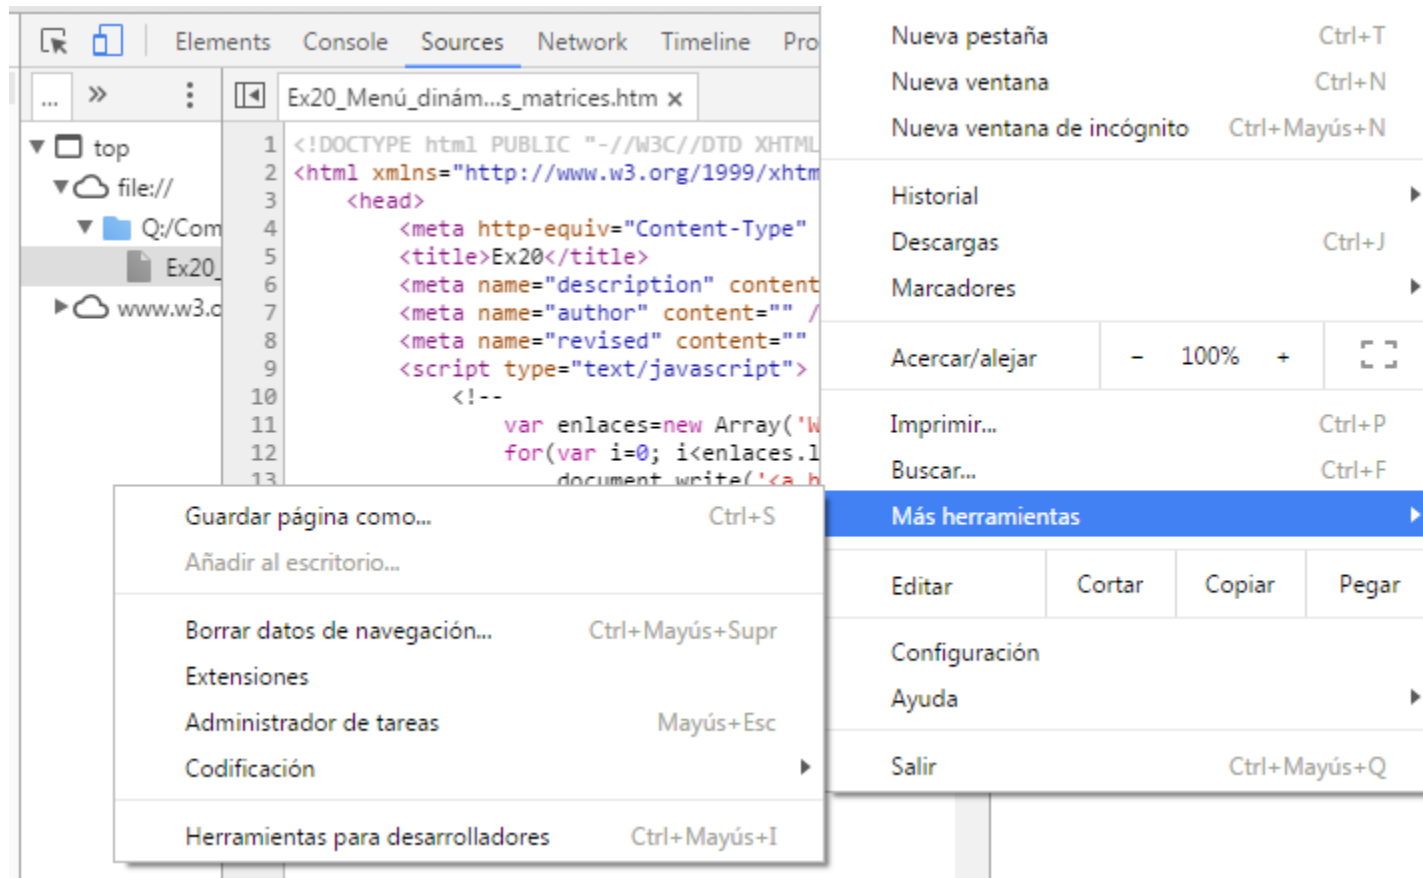 Elements Console Sources Network Timeline Pro
... » Ex20_Menú_dinám...s_matrices.htm ×
top
file://
Q:/Com
Ex20_
www.w3.o
1 <!DOCTYPE html PUBLIC "-//W3C//DTD XHTML
2 <html xmlns="http://www.w3.org/1999/xhtm
3 <head>
4 <meta http-equiv="Content-Type"
5 <title>Ex20</title>
6 <meta name="description" content
7 <meta name="author" content="" /
8 <meta name="revised" content=""
9 <script type="text/javascript">
10 <!--
11 var enlaces=new Array('W
12 for(var i=0; i<enlaces.l
13 document.write('<a h
Nueva pestaña Ctrl+T
Nueva ventana Ctrl+N
Nueva ventana de incógnito Ctrl+Mayús+N
Historial
Descargas Ctrl+J
Marcadores
Acercar/alejar - 100% +
Imprimir... Ctrl+P
Buscar... Ctrl+F
Más herramientas
Editar Cortar Copiar Pegar
Configuración
Ayuda
Salir Ctrl+Mayús+Q
Guardar página como... Ctrl+S
Añadir al escritorio...
Borrar datos de navegación... Ctrl+Mayús+Supr
Extensiones
Administrador de tareas Mayús+Esc
Codificación
Herramientas para desarrolladores Ctrl+Mayús+I